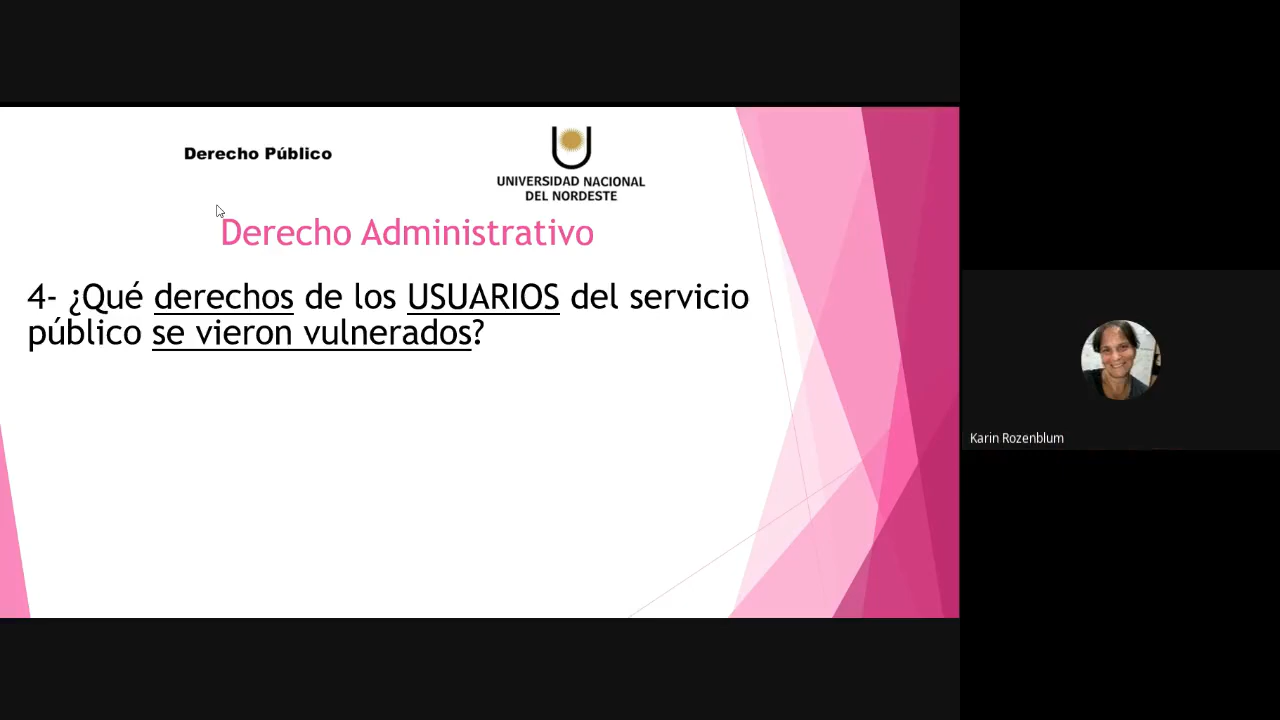 Derecho Público
UNIVERSIDAD NACIONAL
DEL NORDESTE
Derecho Administrativo
4- ¿Qué derechos de los USUARIOS del servicio
público se vieron vulnerados?
Karin Rozenblum